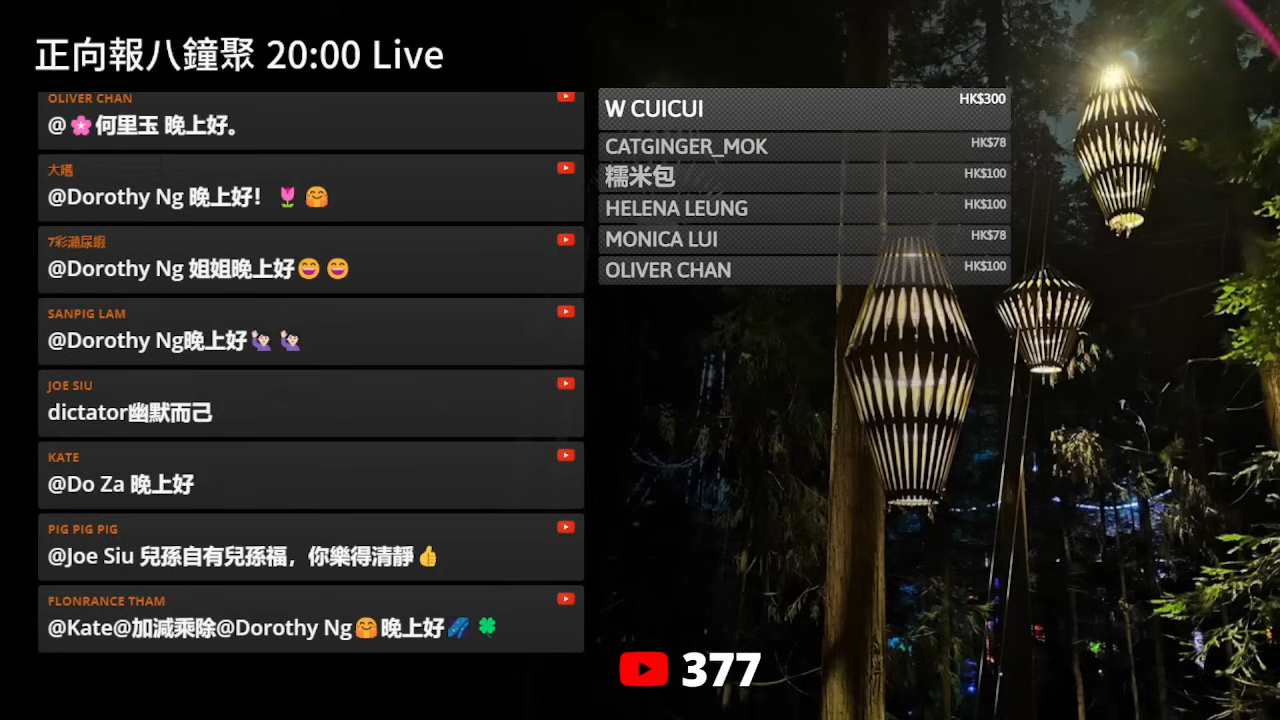 正向報八鐘聚 20:00 Live
OLIVER CHAN
@🌸何里玉 晚上好。
大囍
@Dorothy Ng 晚上好！🌷🤗
7彩瀨尿蝦
@Dorothy Ng 姐姐晚上好😄😄
SANPIG LAM
@Dorothy Ng晚上好🙋🏻‍♀️🙋🏻‍♀️
JOE SIU
dictator幽默而己
KATE
@Do Za 晚上好
PIG PIG PIG
@Joe Siu 兒孫自有兒孫福，你樂得清靜👍
FLONRANCE THAM
@Kate@加減乘除@Dorothy Ng🤗晚上好🌌🍀
W CUICUI HK$300
CATGINGER_MOK HK$78
糯米包 HK$100
HELENA LEUNG HK$100
MONICA LUI HK$78
OLIVER CHAN HK$100
377